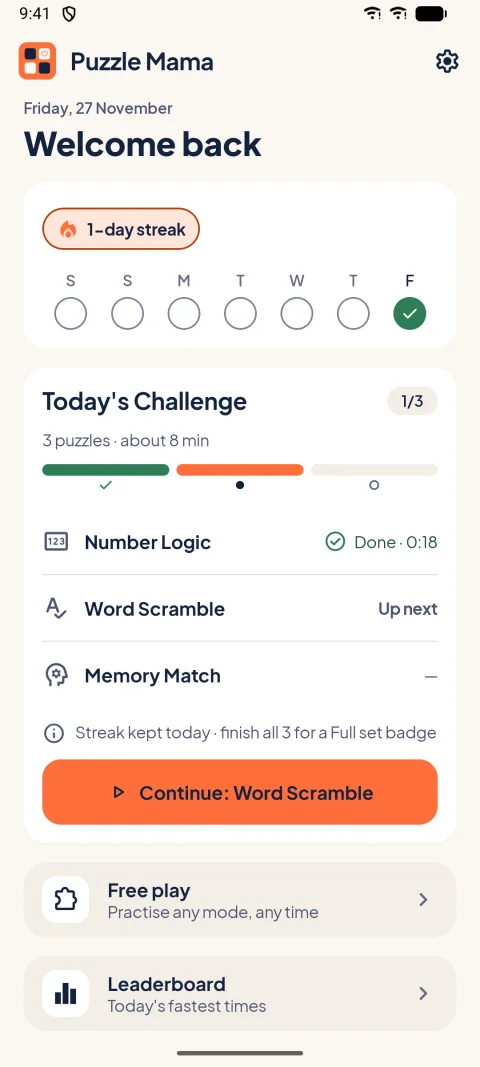 9:41
Puzzle Mama
Friday, 27 November
Welcome back
1-day streak
S S M T W T F
Today's Challenge
1/3
3 puzzles · about 8 min
123 Number Logic Done · 0:18
Word Scramble Up next
Memory Match –
Streak kept today · finish all 3 for a Full set badge
Continue: Word Scramble
Free play
Practise any mode, any time
Leaderboard
Today's fastest times